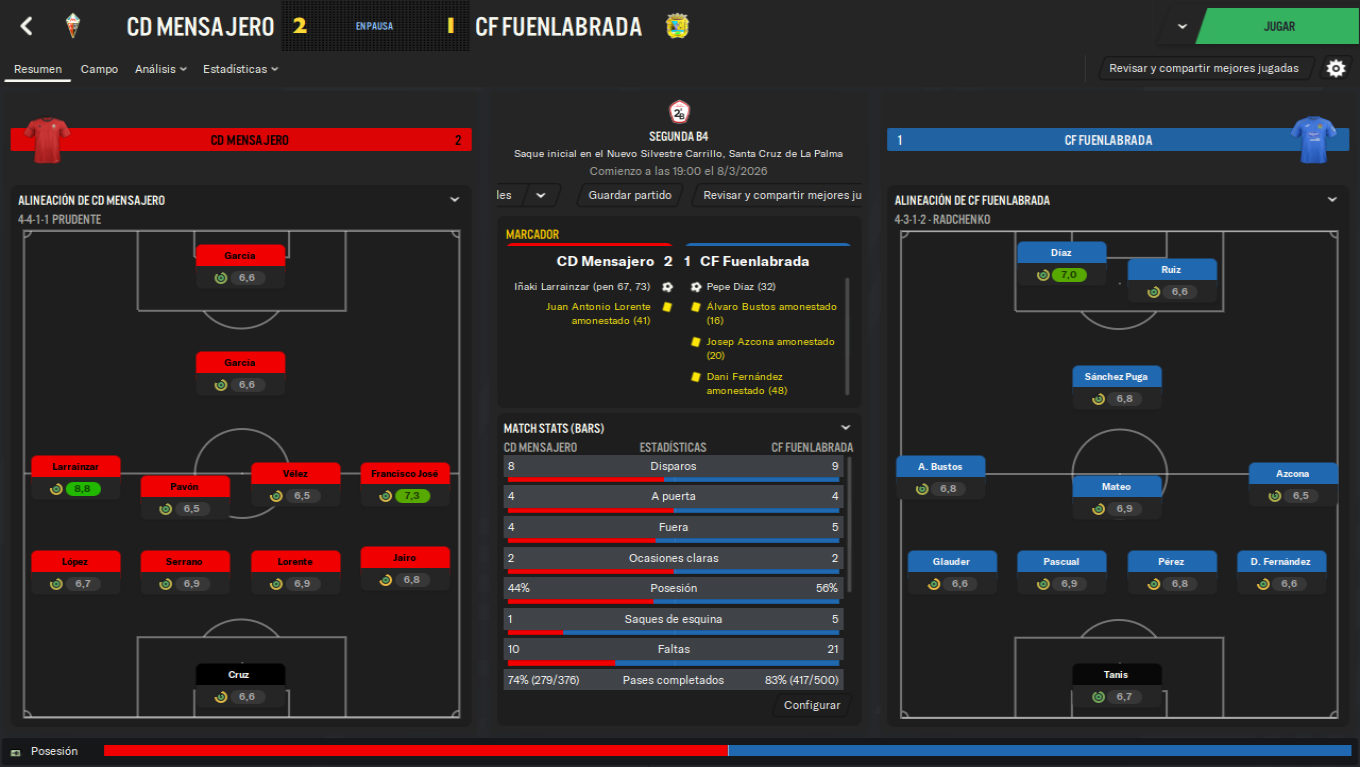 CD MENSAJERO 2 EN PAUSA 1 CF FUENLABRADA
JUGAR
Resumen Campo Análisis Estadísticas
Revisar y compartir mejores jugadas
CD MENSAJERO 2
ALINEACIÓN DE CD MENSAJERO
4-4-1-1 PRUDENTE
García
6,6
García
6,6
Larrainzar
8,8
Pavón
6,5
Vélez
6,5
Francisco José
7,3
López
6,7
Serrano
6,9
Lorente
6,9
Jairo
6,8
Cruz
6,6
2ªB
SEGUNDA B4
Saque inicial en el Nuevo Silvestre Carrillo, Santa Cruz de La Palma
Comienzo a las 19:00 el 8/3/2026
les Guardar partido Revisar y compartir mejores ju
MARCADOR
CD Mensajero 2 1 CF Fuenlabrada
Iñaki Larrainzar (pen 67, 73)
Juan Antonio Lorente
amonestado (41)
Pepe Diaz (32)
Álvaro Bustos amonestado
(16)
Josep Azcona amonestado
(20)
Dani Fernández
amonestado (48)
MATCH STATS (BARS)
CD MENSAJERO ESTADÍSTICAS CF FUENLABRADA
8 Disparos 9
4 A puerta 4
4 Fuera 5
2 Ocasiones claras 2
44% Posesión 56%
1 Saques de esquina 5
10 Faltas 21
74% (279/376) Pases completados 83% (417/500)
Configurar
1 CF FUENLABRADA
ALINEACIÓN DE CF FUENLABRADA
4-3-1-2 - RADCHENKO
Díaz
7,0
Ruiz
6,6
Sánchez Puga
6,8
A. Bustos
6,8
Mateo
6,9
Azcona
6,5
Glauder
6,6
Pascual
6,9
Pérez
6,8
D. Fernández
6,6
Tanis
6,7
Posesión